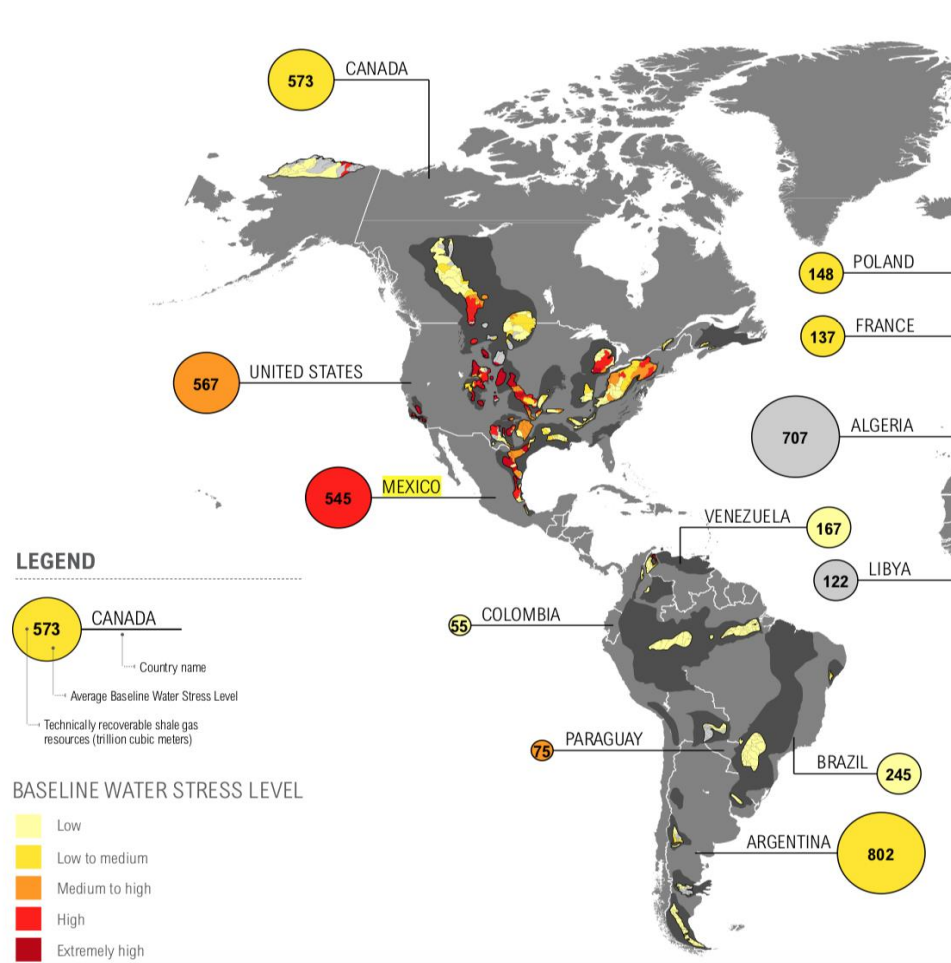 573
CANADA
148
POLAND
137
FRANCE
567
UNITED STATES
707
ALGERIA
545
MEXICO
VENEZUELA
167
122
LIBYA
LEGEND
573
CANADA
Country name
Average Baseline Water Stress Level
Technically recoverable shale gas
resources (trillion cubic meters)
55
COLOMBIA
75
PARAGUAY
BRAZIL
245
ARGENTINA
802
BASELINE WATER STRESS LEVEL
Low
Low to medium
Medium to high
High
Extremely high